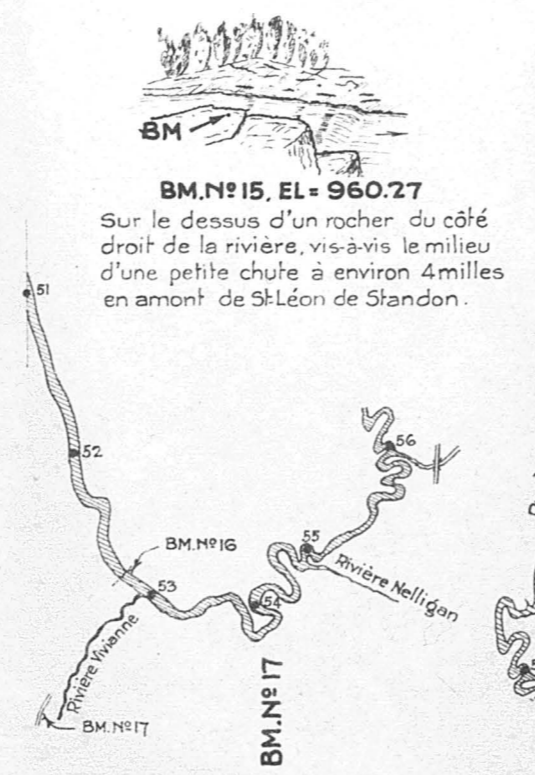 BM
BM.Nº15, EL= 960.27
Sur le dessus d'un rocher du côté
droit de la rivière, vis-à-vis le milieu
d'une petite chute à environ 4 milles
en amont de St-Léon de Standon.
51
52
56
55
BM.Nº16
Rivière Nelligan
53
54
Rivière Vivianne
BM.Nº17
BM.Nº17